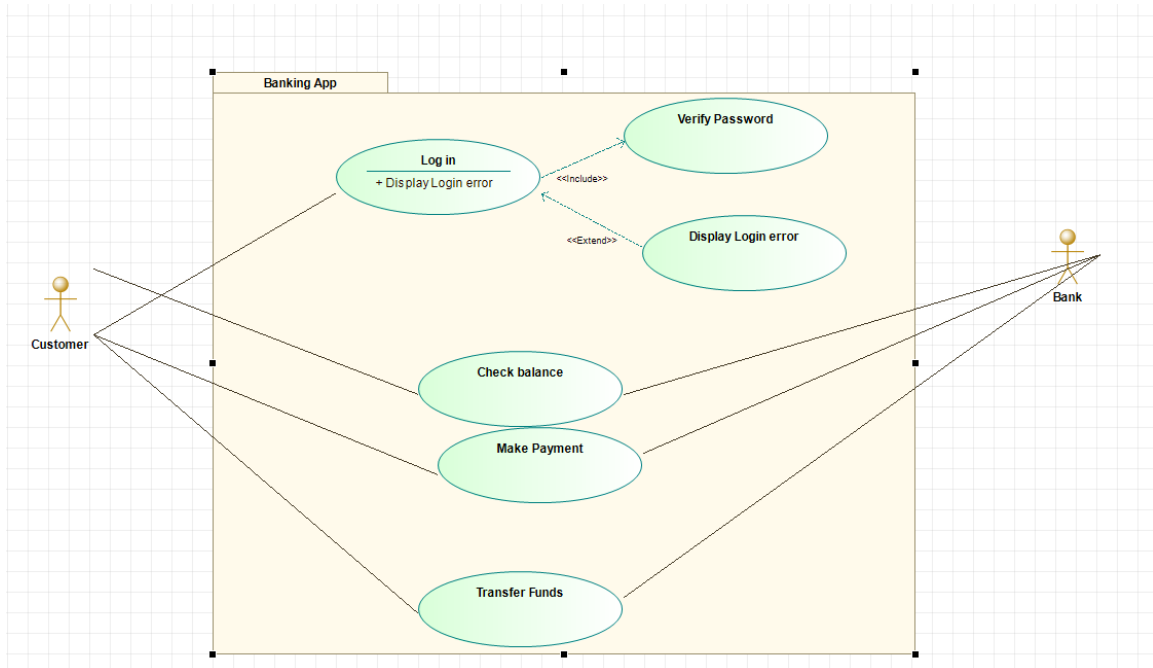 Banking App
Verify Password
Log in
+ Display Login error
<<Include>>
<<Extend>>
Display Login error
Customer
Bank
Check balance
Make Payment
Transfer Funds